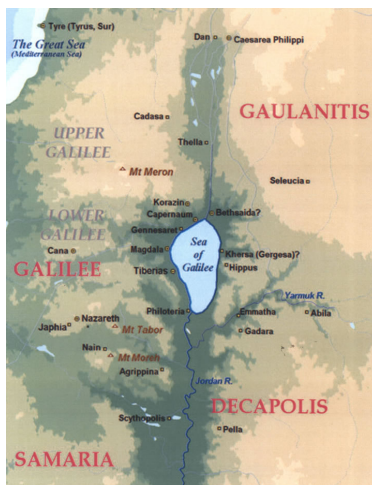 Tyre (Tyrus, Sur)
The Great Sea
(Mediterranean Sea)
Dan
Caesarea Philippi
Cadasa
GAULANITIS
UPPER
GALILEE
Thella
Mt Meron
Seleucia
Korazin
Capernaum
Bethsaida?
LOWER
GALILEE
Gennesaret
Cana
Magdala
Sea
of
Galilee
Khersa (Gergesa)?
GALILEE
Tiberias
Hippus
Yarmuk R.
Philoteria
Emmatha
Abila
Nazareth
Japhia
Mt Tabor
Gadara
Nain
Mt Moreh
Agrippina
Jordan R.
DECAPOLIS
Scythopolis
Pella
SAMARIA